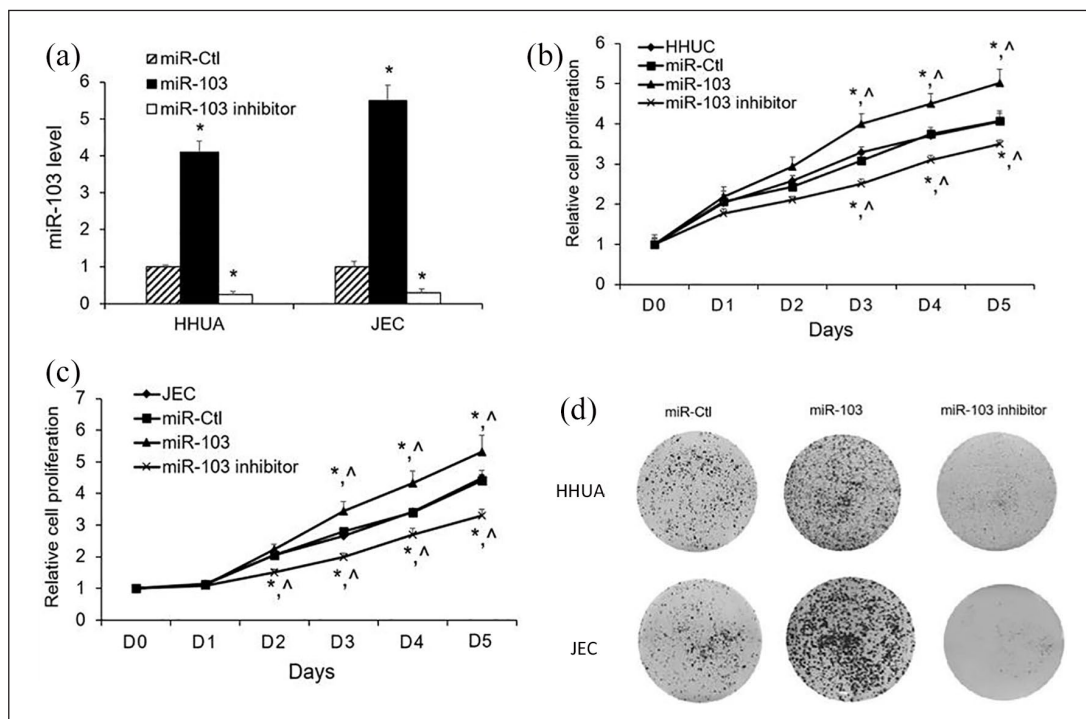 (a)
miR-Ctl
miR-103
miR-103 inhibitor
miR-103 level
6
5
4
2
1
0
*
*
*
*
HHUA
JEC
(b)
HHUC
miR-Ctl
miR-103
miR-103 inhibitor
Relative cell proliferation
6
5
4
3
2
1
0
*,^
*,^
*,^
*,^
*,^
*,^
D0 D1 D2 D3 D4 D5
Days
(c)
JEC
miR-Ctl
miR-103
miR-103 inhibitor
Relative cell proliferation
7
6
5
4
3
2
1
0
*,^
*,^
*,^
*,^
*,^
*,^
*,^
D0 D1 D2 D3 D4 D5
Days
(d)
miR-Ctl miR-103 miR-103 inhibitor
HHUA
JEC